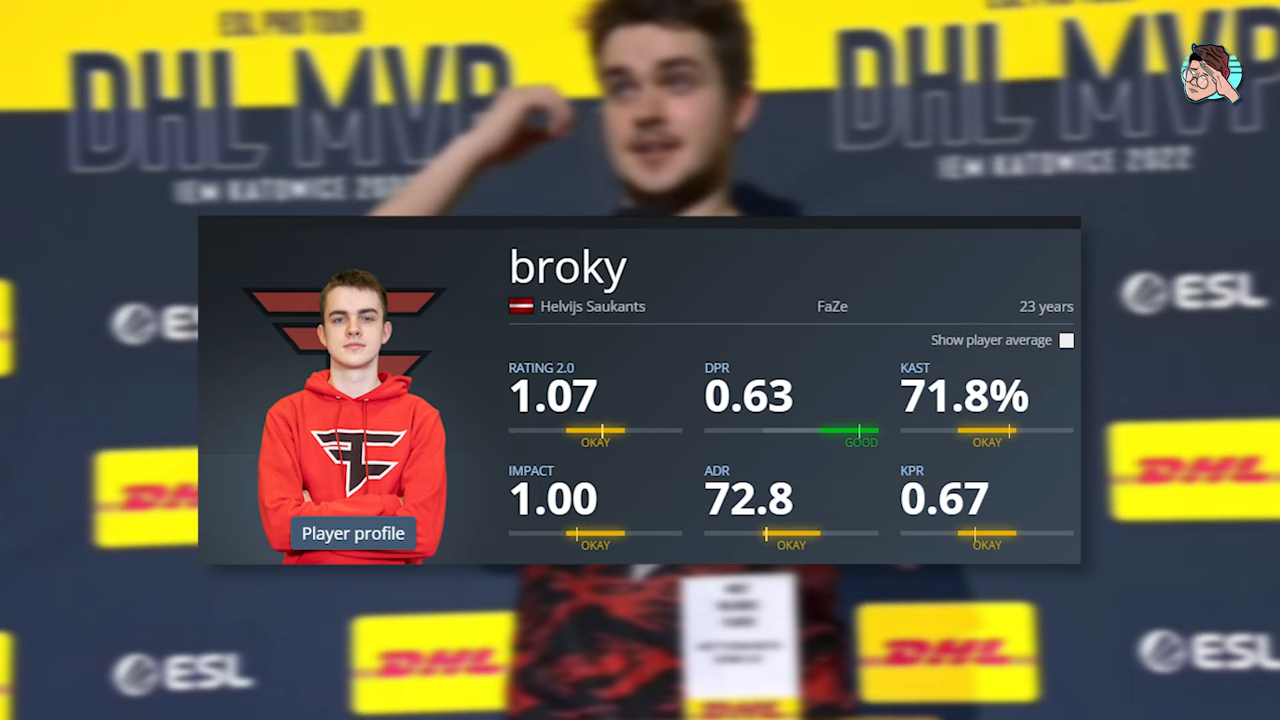 ESL PRO TOUR
DHL MVP
DHL MVP
IEM KATOWICE 2022
IEM KATOWICE 2022
broky
Helvijs Saukants
FaZe
23 years
Show player average
RATING 2.0
DPR
KAST
1.07
0.63
71.8%
OKAY
GOOD
OKAY
IMPACT
ADR
KPR
1.00
72.8
0.67
OKAY
OKAY
OKAY
Player profile
ESL
DHL
DHL
ESL
DHL
DHL
ESL
DHL